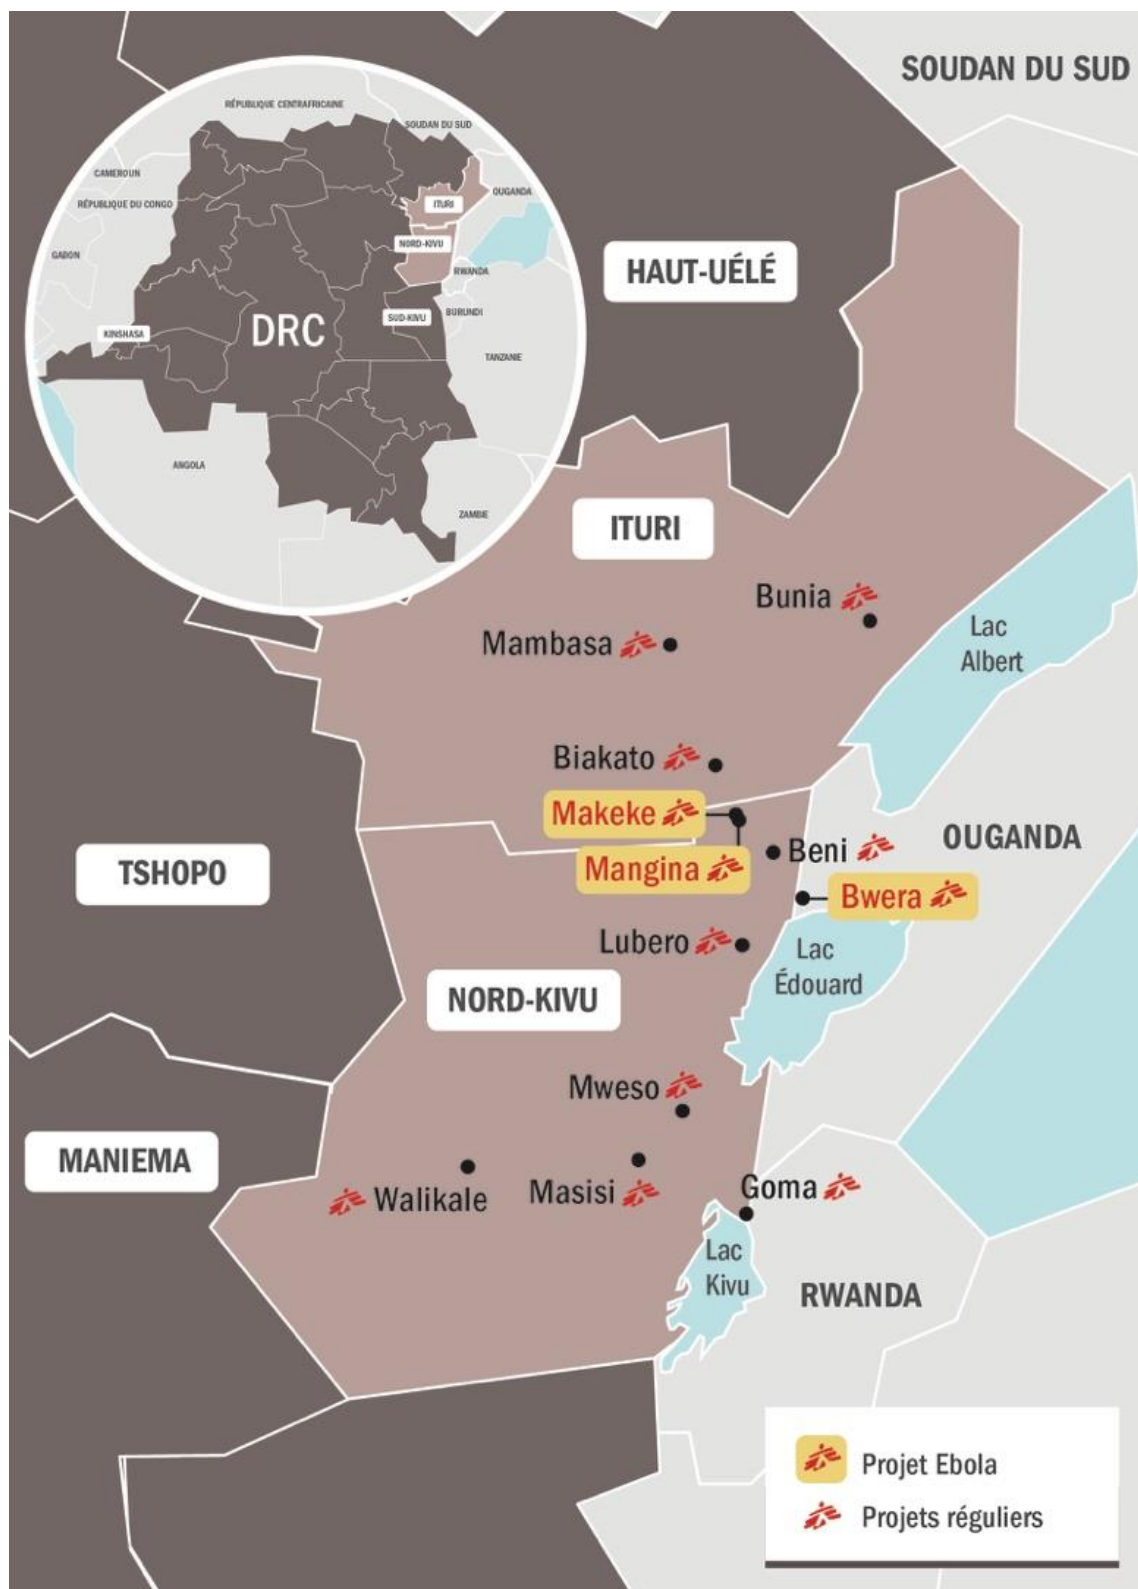 SOUDAN DU SUD
RÉPUBLIQUE CENTRAFRICAINE
SOUDAN DU SUD
CAMEROUN
OUGANDA
RÉPUBLIQUE DU CONGO
ITURI
NORD-KIVU
GABON
RWANDA
SUD-KIVU
BURUNDI
KINSHASA
DRC
TANZANIE
ANGOLA
ZAMBIE
HAUT-UÉLÉ
ITURI
Bunia
Mambasa
Lac
Albert
Biakato
Makeke
OUGANDA
Beni
Mangina
TSHOPO
Bwera
Lubero
Lac
Édouard
NORD-KIVU
Mweso
MANIEMA
Walikale
Masisi
Goma
Lac
Kivu
RWANDA
Projet Ebola
Projets réguliers